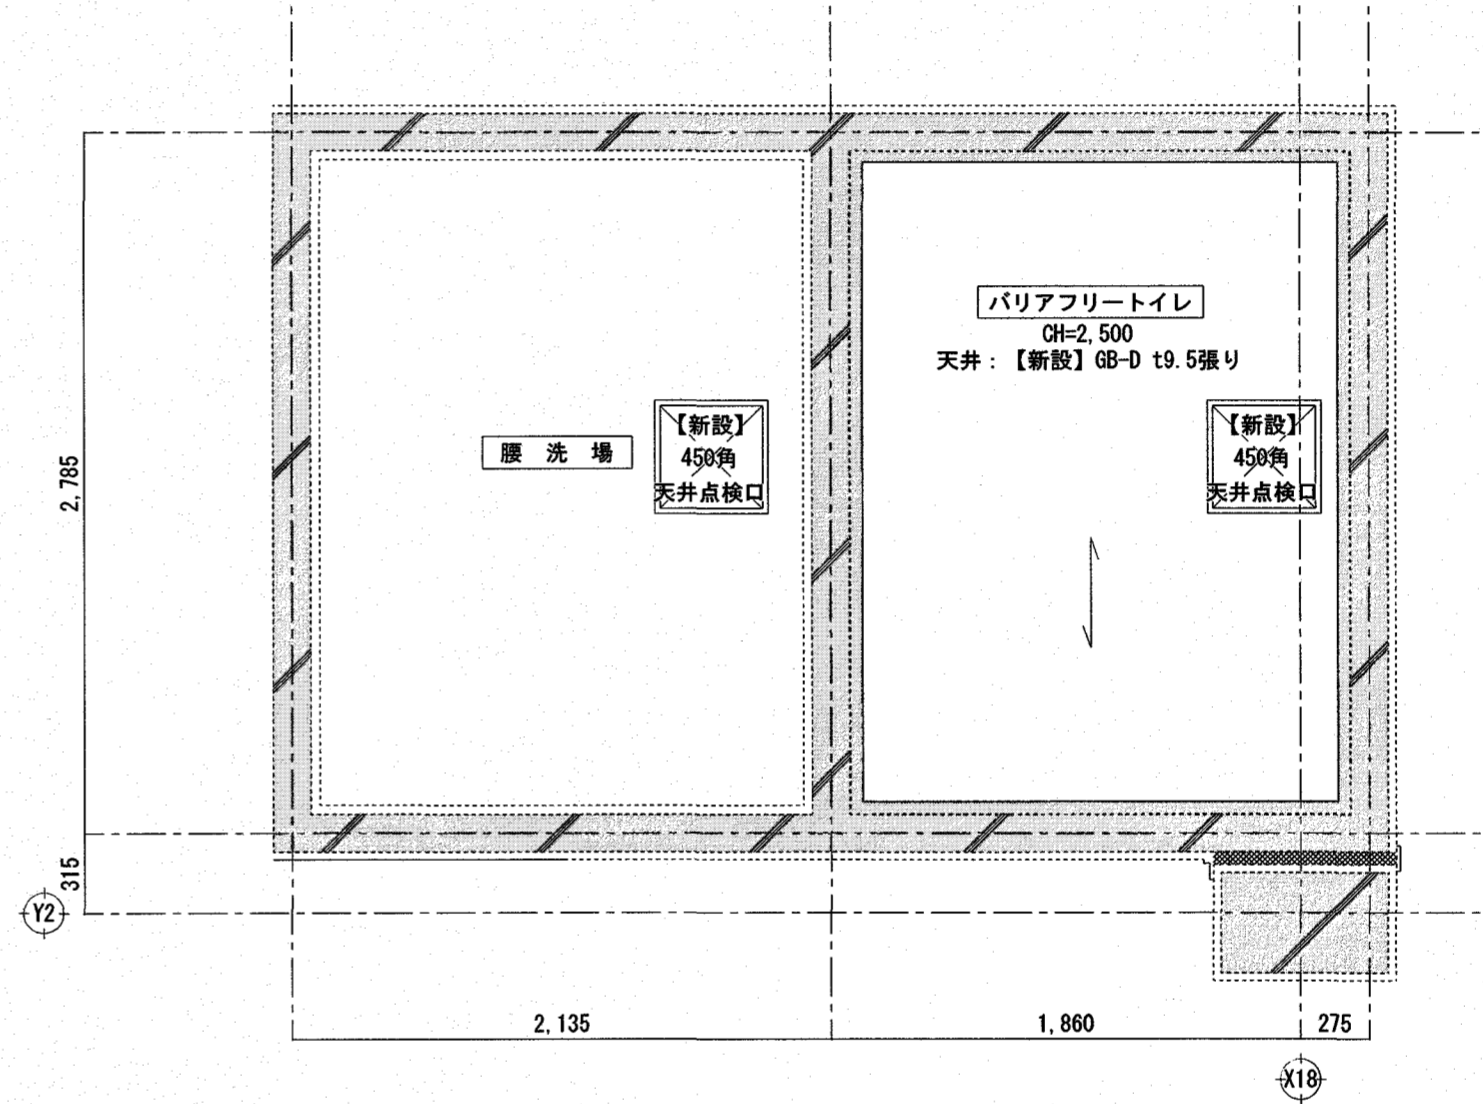 バリアフリートイレ
CH=2,500
天井：【新設】GB-D t9.5張り
【新設】
450角
天井点検口
腰 洗 場
【新設】
450角
天井点検口
2,785
315
Y2
2,135
1,860
275
X18